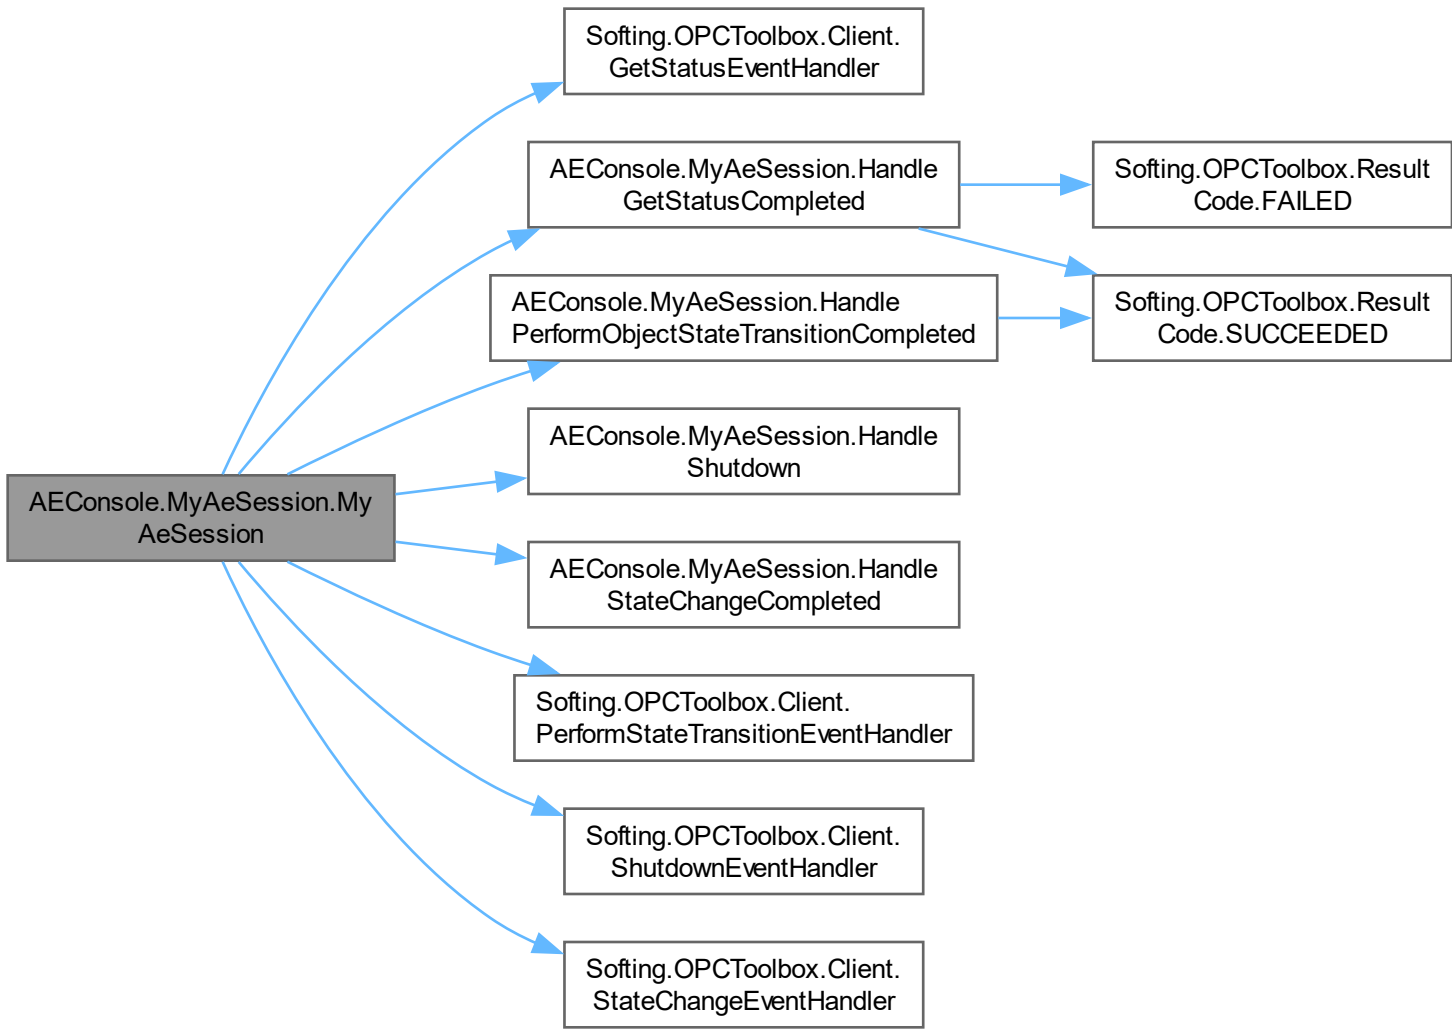 Softing.OPCToolbox.Client.
GetStatusEventHandler
AEConsole.MyAeSession.Handle
GetStatusCompleted
Softing.OPCToolbox.Result
Code.FAILED
AEConsole.MyAeSession.Handle
PerformObjectStateTransitionCompleted
Softing.OPCToolbox.Result
Code.SUCCEEDED
AEConsole.MyAeSession.Handle
Shutdown
AEConsole.MyAeSession.My
AeSession
AEConsole.MyAeSession.Handle
StateChangeCompleted
Softing.OPCToolbox.Client.
PerformStateTransitionEventHandler
Softing.OPCToolbox.Client.
ShutdownEventHandler
Softing.OPCToolbox.Client.
StateChangeEventHandler